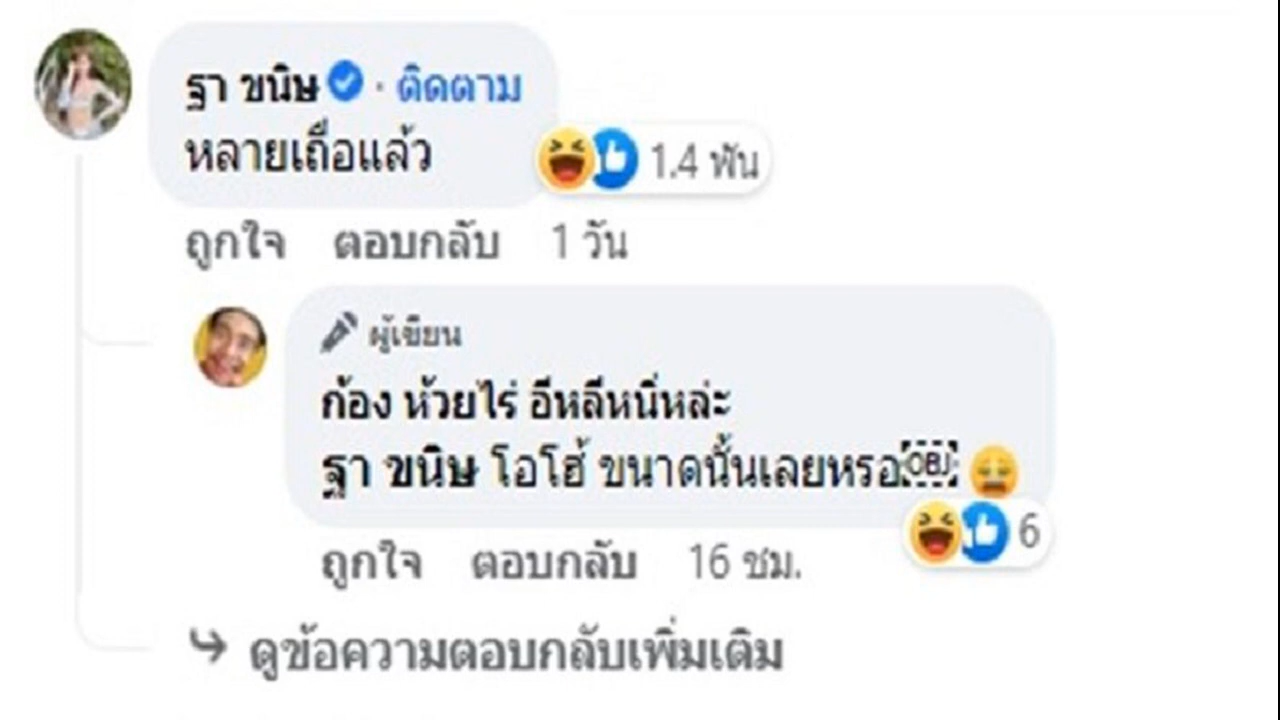 ฐา ขนิษ · ติดตาม
หลายเถื่อแล้ว
1.4 พัน
ถูกใจ ตอบกลับ 1 วัน
ผู้เขียน
ก้อง ห้วยไร่ อีหลีหนิ่หล่ะ
ฐา ขนิษ โอโฮ้ ขนาดนั้นเลยหรอ OBJ
6
ถูกใจ ตอบกลับ 16 ชม.
ดูข้อความตอบกลับเพิ่มเติม